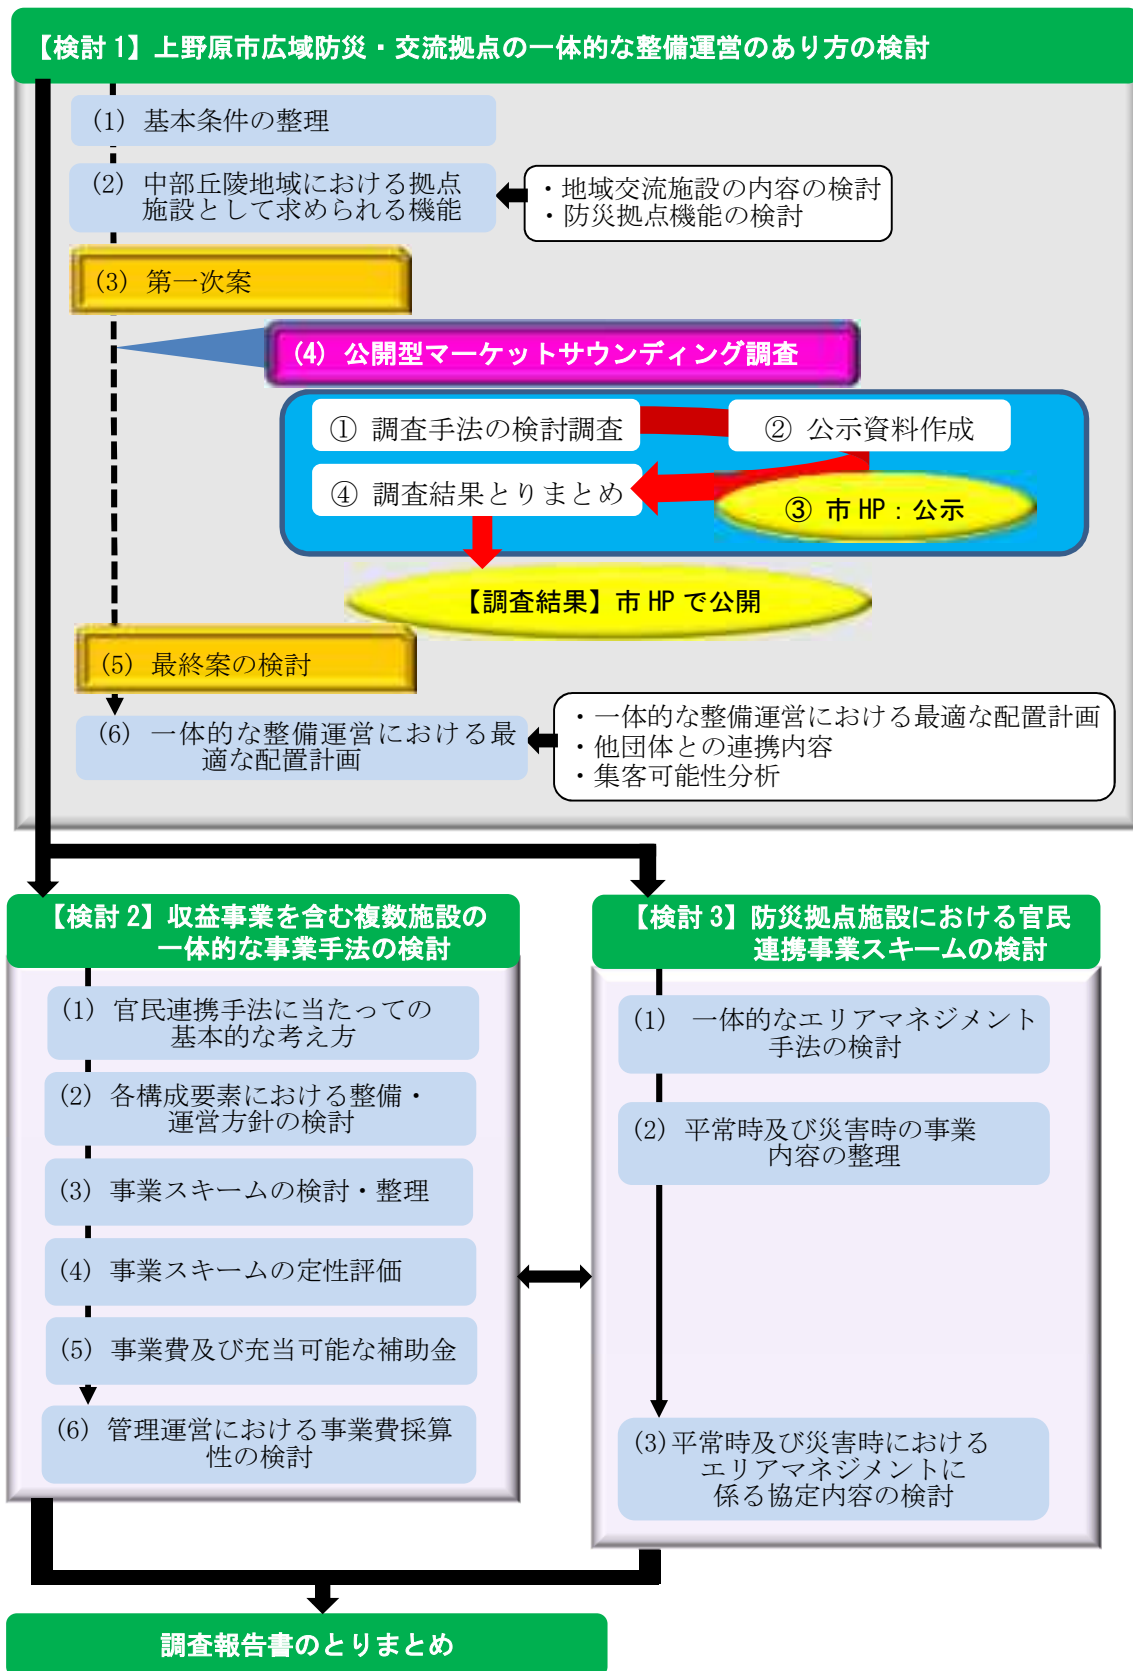 【検討1】上野原市広域防災・交流拠点の一体的な整備運営のあり方の検討
(1) 基本条件の整理
(2) 中部丘陵地域における拠点
施設として求められる機能
・地域交流施設の内容の検討
・防災拠点機能の検討
(3) 第一次案
(4) 公開型マーケットサウンディング調査
① 調査手法の検討調査
② 公示資料作成
④ 調査結果とりまとめ
③ 市HP：公示
【調査結果】市HPで公開
(5) 最終案の検討
(6) 一体的な整備運営における最
適な配置計画
・一体的な整備運営における最適な配置計画
・他団体との連携内容
・集客可能性分析
【検討2】収益事業を含む複数施設の
一体的な事業手法の検討
(1) 官民連携手法に当たっての
基本的な考え方
(2) 各構成要素における整備・
運営方針の検討
(3) 事業スキームの検討・整理
(4) 事業スキームの定性評価
(5) 事業費及び充当可能な補助金
(6) 管理運営における事業費採算
性の検討
【検討3】防災拠点施設における官民
連携事業スキームの検討
(1) 一体的なエリアマネジメント
手法の検討
(2) 平常時及び災害時の事業
内容の整理
(3)平常時及び災害時における
エリアマネジメントに
係る協定内容の検討
調査報告書のとりまとめ